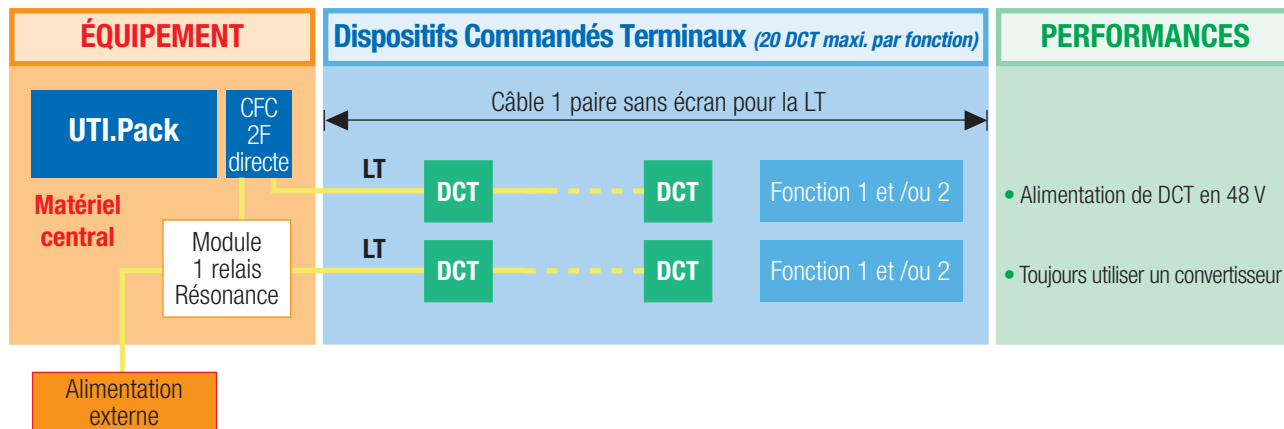 ÉQUIPEMENT
Dispositifs Commandés Terminaux (20 DCT maxi. par fonction)
PERFORMANCES
UTI.Pack
CFC
2F
directe
Câble 1 paire sans écran pour la LT
Matériel
central
LT
DCT
DCT
Fonction 1 et /ou 2
• Alimentation de DCT en 48 V
Module
1 relais
Résonance
LT
DCT
DCT
Fonction 1 et /ou 2
• Toujours utiliser un convertisseur
Alimentation
externe